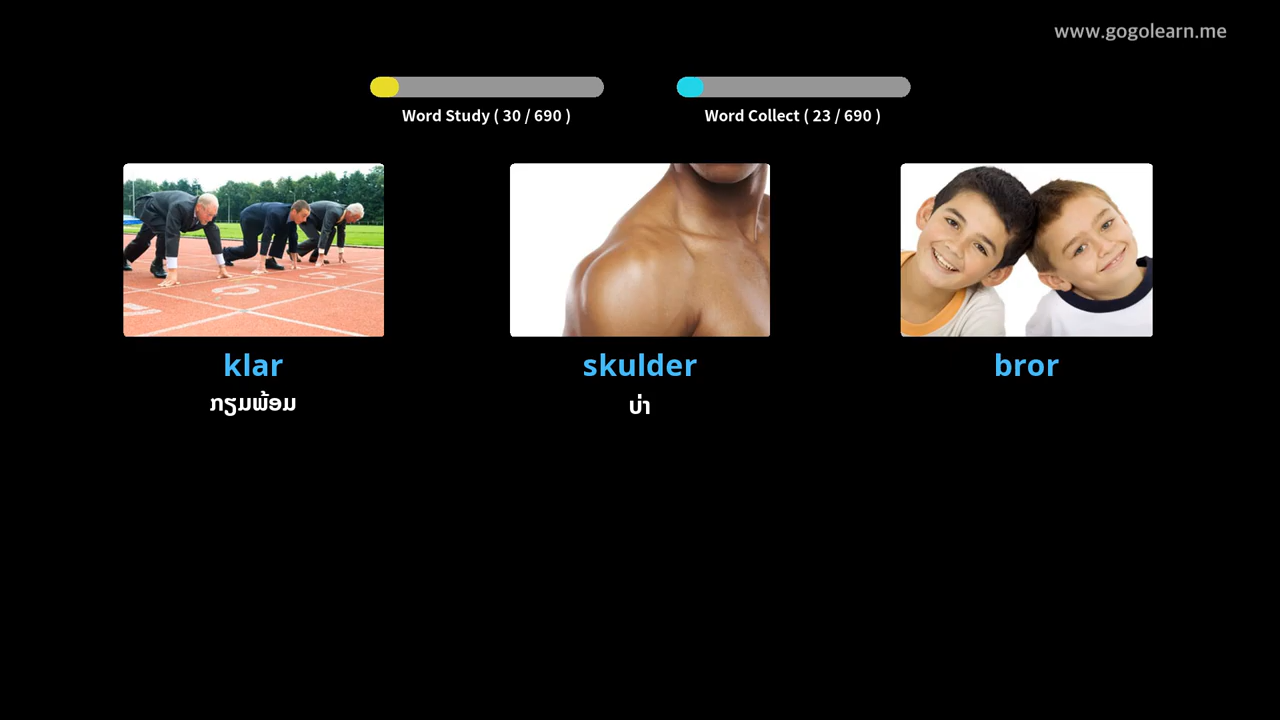 www.gogolearn.me
Word Study ( 30 / 690 )
Word Collect ( 23 / 690 )
klar
skulder
bror
ກຽມພ້ອມ
ບ່າ